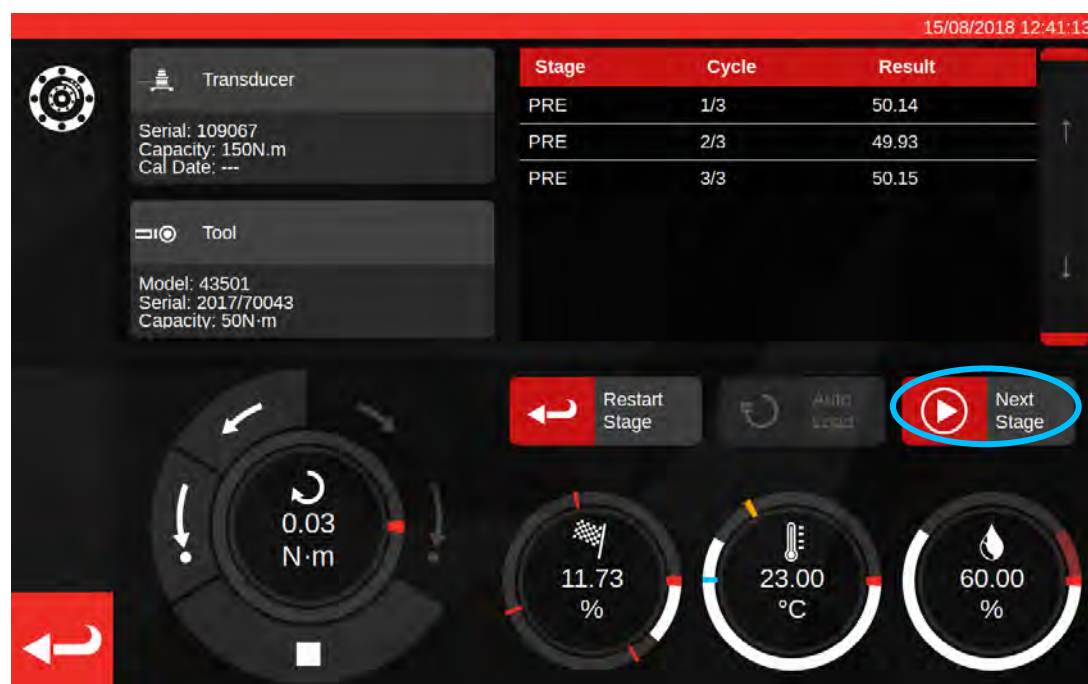 15/08/2018 12:41:13
Transducer
Serial: 109067
Capacity: 150N.m
Cal Date: ---
Tool
Model: 43501
Serial: 2017/70043
Capacity: 50N·m
Stage Cycle Result
PRE 1/3 50.14
PRE 2/3 49.93
PRE 3/3 50.15
Restart
Stage
Auto
Load
Next
Stage
0.03
N·m
11.73
%
23.00
°C
60.00
%